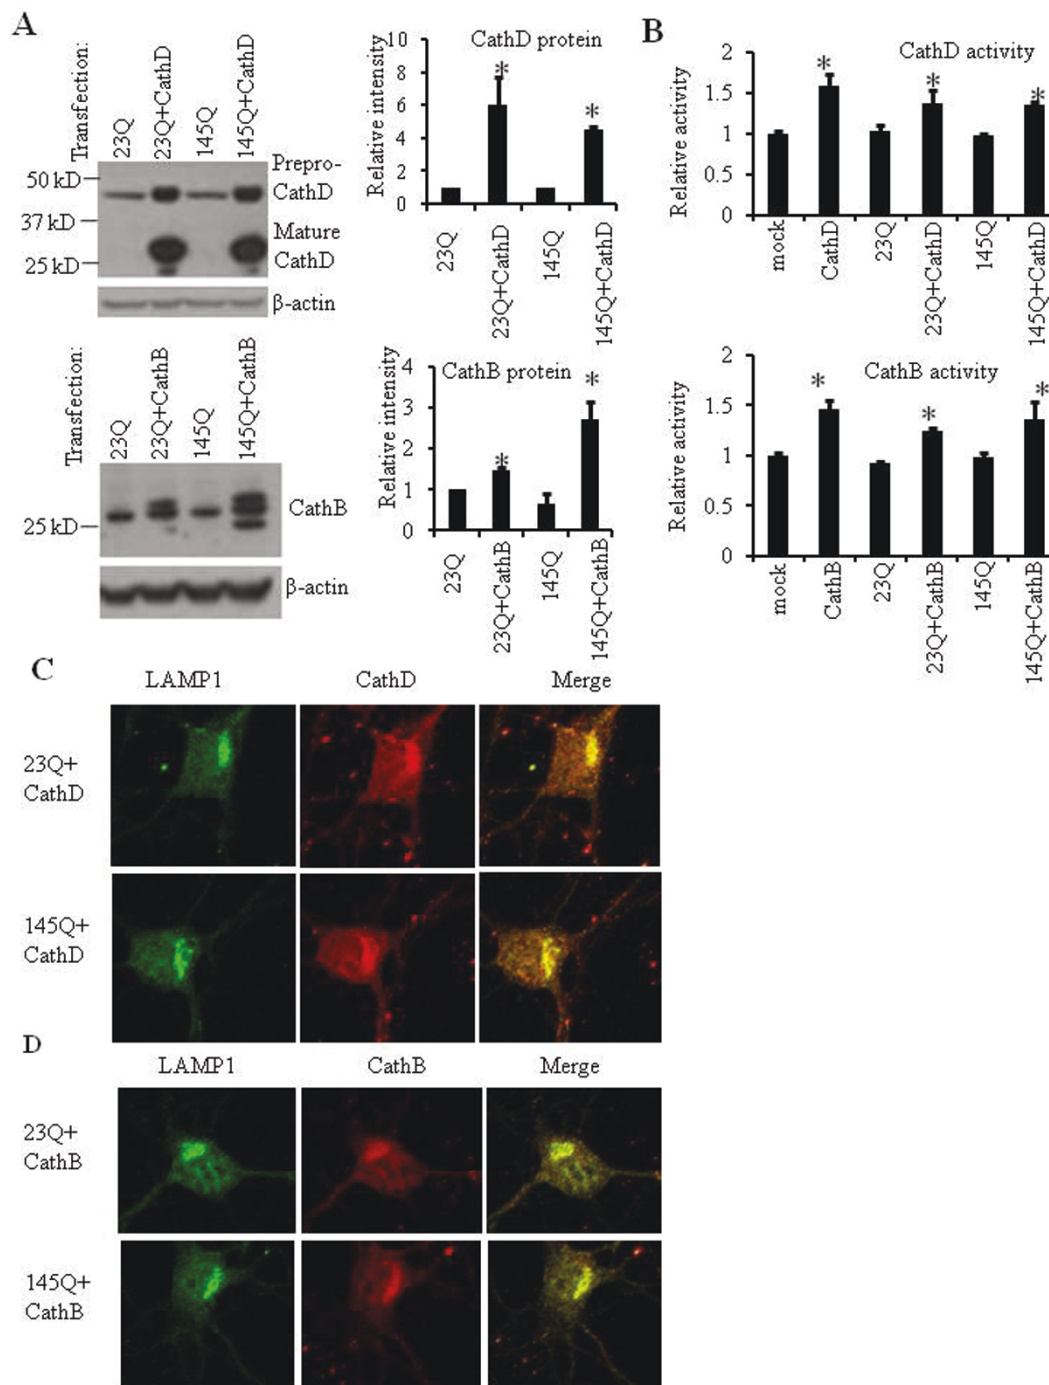 A
Transfection:
23Q
23Q+CathD
145Q
145Q+CathD
50 kD
37 kD
25 kD
Prepro-
CathD
Mature
CathD
β-actin
CathD protein
Relative intensity
10
8
6
4
2
0
*
*
23Q
23Q+CathD
145Q
145Q+CathD
B
CathD activity
Relative activity
2
1.5
1
0.5
0
*
*
*
mock
CathD
23Q
23Q+CathD
145Q
145Q+CathD
Transfection:
23Q
23Q+CathB
145Q
145Q+CathB
25 kD
CathB
β-actin
CathB protein
Relative intensity
4
3
2
1
0
*
*
23Q
23Q+CathB
145Q
145Q+CathB
CathB activity
Relative activity
2
1.5
1
0.5
0
*
*
*
mock
CathB
23Q
23Q+CathB
145Q
145Q+CathB
C
LAMP1
CathD
Merge
23Q+
CathD
145Q+
CathD
D
LAMP1
CathB
Merge
23Q+
CathB
145Q+
CathB